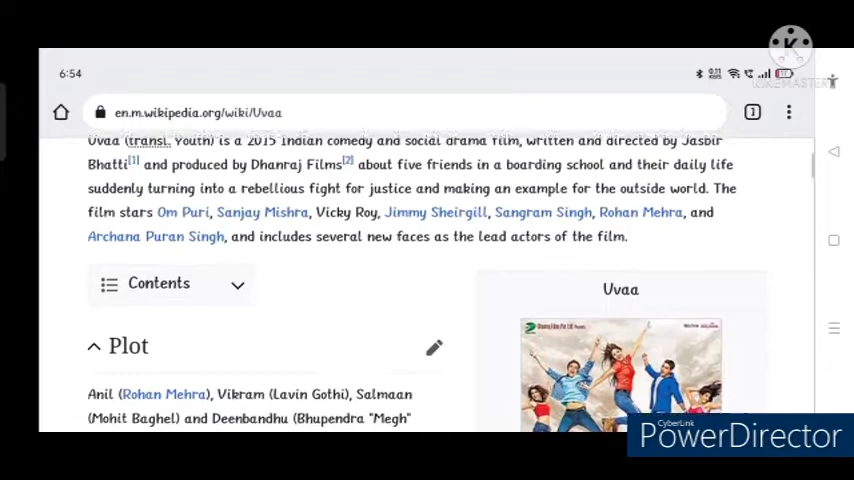 6:54
KINEMASTER
en.m.wikipedia.org/wiki/Uvaa
1
Uvaa (transl. Youth) is a 2015 Indian comedy and social drama film, written and directed by Jasbir
Bhatti[1] and produced by Dhanraj Films[2] about five friends in a boarding school and their daily life
suddenly turning into a rebellious fight for justice and making an example for the outside world. The
film stars Om Puri, Sanjay Mishra, Vicky Roy, Jimmy Sheirgill, Sangram Singh, Rohan Mehra, and
Archana Puran Singh, and includes several new faces as the lead actors of the film.
Contents
Uvaa
Plot
Anil (Rohan Mehra), Vikram (Lavin Gothi), Salmaan
(Mohit Baghel) and Deenbandhu (Bhupendra "Megh"
CyberLink
PowerDirector